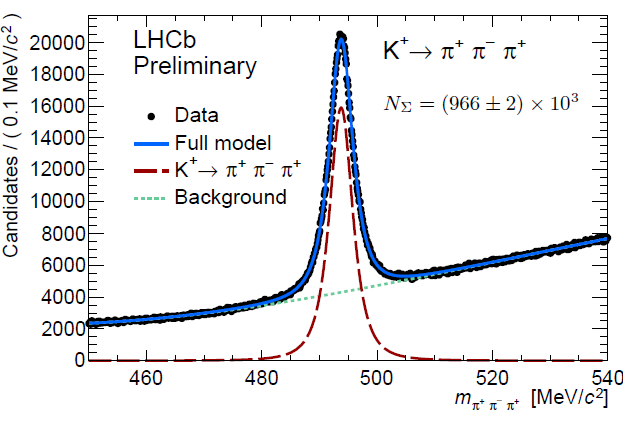 LHCb
Preliminary
K⁺→ π⁺ π⁻ π⁺
N_Σ = (966 ± 2) × 10³
Data
Full model
K⁺→ π⁺ π⁻ π⁺
Background
Candidates / ( 0.1 MeV/c² )
20000
18000
16000
14000
12000
10000
8000
6000
4000
2000
0
460
480
500
520
540
m_π⁺ π⁻ π⁺ [MeV/c²]